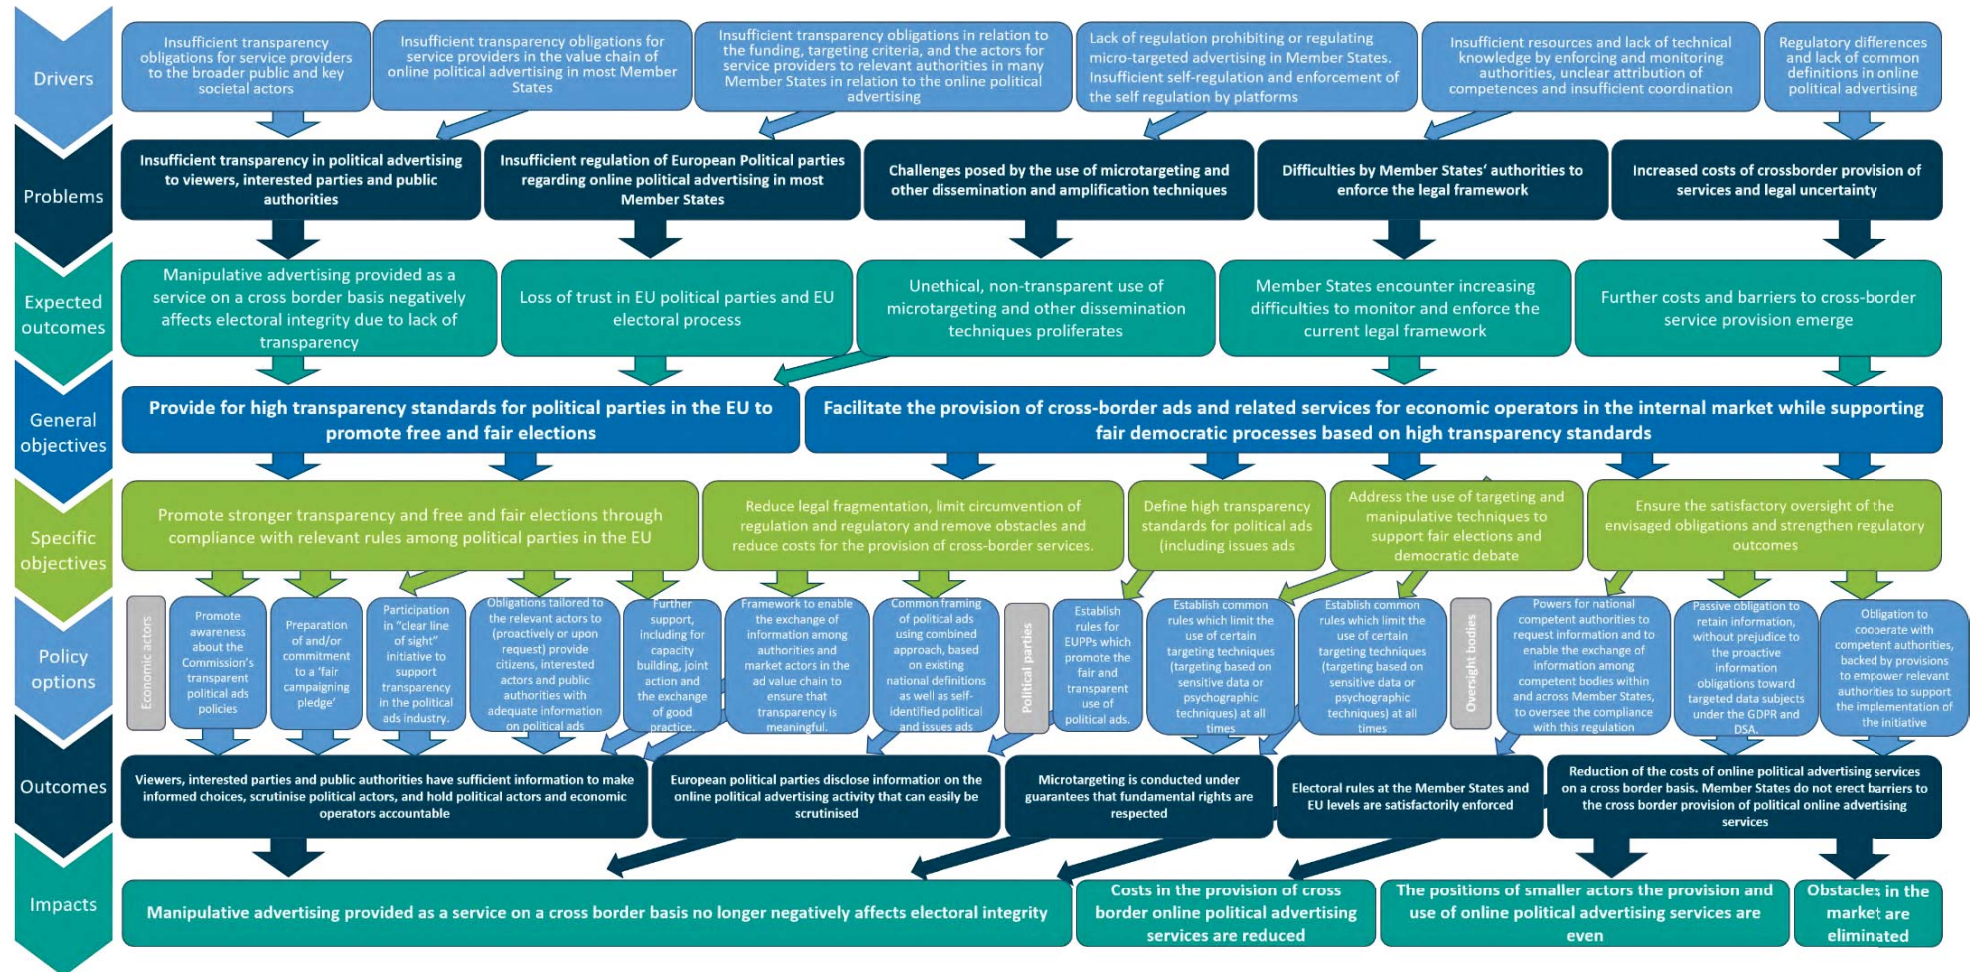 Drivers
Insufficient transparency
obligations for service providers
to the broader public and key
societal actors
Insufficient transparency obligations for
service providers in the value chain of
online political advertising in most Member
States
Insufficient transparency obligations in relation to
the funding, targeting criteria, and the actors for
service providers to relevant authorities in many
Member States in relation to the online political
advertising
Lack of regulation prohibiting or regulating
micro-targeted advertising in Member States.
Insufficient self-regulation and enforcement of
the self regulation by platforms
Insufficient resources and lack of technical
knowledge by enforcing and monitoring
authorities, unclear attribution of
competences and insufficient coordination
Regulatory differences
and lack of common
definitions in online
political advertising
Problems
Insufficient transparency in political advertising
to viewers, interested parties and public
authorities
Insufficient regulation of European Political parties
regarding online political advertising in most
Member States
Challenges posed by the use of microtargeting and
other dissemination and amplification techniques
Difficulties by Member States' authorities to
enforce the legal framework
Increased costs of crossborder provision of
services and legal uncertainty
Expected
outcomes
Manipulative advertising provided as a
service on a cross border basis negatively
affects electoral integrity due to lack of
transparency
Loss of trust in EU political parties and EU
electoral process
Unethical, non-transparent use of
microtargeting and other dissemination
techniques proliferates
Member States encounter increasing
difficulties to monitor and enforce the
current legal framework
Further costs and barriers to cross-border
service provision emerge
General
objectives
Provide for high transparency standards for political parties in the EU to
promote free and fair elections
Facilitate the provision of cross-border ads and related services for economic operators in the internal market while supporting
fair democratic processes based on high transparency standards
Specific
objectives
Promote stronger transparency and free and fair elections through
compliance with relevant rules among political parties in the EU
Reduce legal fragmentation, limit circumvention of
regulation and regulatory and remove obstacles and
reduce costs for the provision of cross-border services.
Define high transparency
standards for political ads
(including issues ads
Address the use of targeting and
manipulative techniques to
support fair elections and
democratic debate
Ensure the satisfactory oversight of the
envisaged obligations and strengthen regulatory
outcomes
Policy
options
Economic actors
Promote
awareness
about the
Commission's
transparent
political ads
policies
Preparation
of and/or
commitment
to a 'fair
campaigning
pledge'
Participation
in "clear line
of sight"
initiative to
support
transparency
in the political
ads industry.
Obligations tailored to
the relevant actors to
(proactively or upon
request) provide
citizens, interested
actors and public
authorities with
adequate information
on political ads
Further
support,
including for
capacity
building, joint
action and
the exchange
of good
practice.
Framework to enable
the exchange of
information among
authorities and
market actors in the
ad value chain to
ensure that
transparency is
meaningful.
Common framing
of political ads
using combined
approach, based
on existing
national definitions
as well as self-
identified political
and issues ads
Political parties
Establish
rules for
EUPPs which
promote the
fair and
transparent
use of
political ads.
Establish common
rules which limit the
use of certain
targeting techniques
(targeting based on
sensitive data or
psychographic
techniques) at all
times
Establish common
rules which limit the
use of certain
targeting techniques
(targeting based on
sensitive data or
psychographic
techniques) at all
times
Oversight bodies
Powers for national
competent authorities to
request information and to
enable the exchange of
information among
competent bodies within
and across Member States,
to oversee the compliance
with this regulation
Passive obligation to
retain information,
without prejudice to
the proactive
information
obligations toward
targeted data subjects
under the GDPR and
DSA.
Obligation to
cooperate with
competent authorities,
backed by provisions
to empower relevant
authorities to support
the implementation of
the initiative
Outcomes
Viewers, interested parties and public authorities have sufficient information to make
informed choices, scrutinise political actors, and hold political actors and economic
operators accountable
European political parties disclose information on the
online political advertising activity that can easily be
scrutinised
Microtargeting is conducted under
guarantees that fundamental rights are
respected
Electoral rules at the Member States and
EU levels are satisfactorily enforced
Reduction of the costs of online political advertising services
on a cross border basis. Member States do not erect barriers to
the cross border provision of political online advertising
services
Impacts
Manipulative advertising provided as a service on a cross border basis no longer negatively affects electoral integrity
Costs in the provision of cross
border online political advertising
services are reduced
The positions of smaller actors the provision and
use of online political advertising services are
even
Obstacles in the
market are
eliminated